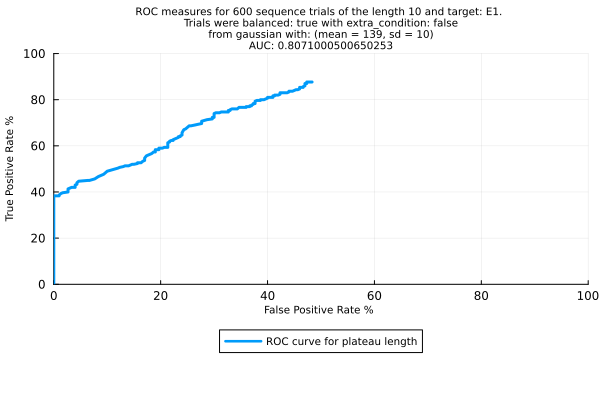 ROC measures for 600 sequence trials of the length 10 and target: E1.
Trials were balanced: true with extra_condition: false
from gaussian with: (mean = 139, sd = 10)
AUC: 0.8071000500650253
100
80
60
40
20
0
True Positive Rate %
0 20 40 60 80 100
False Positive Rate %
ROC curve for plateau length